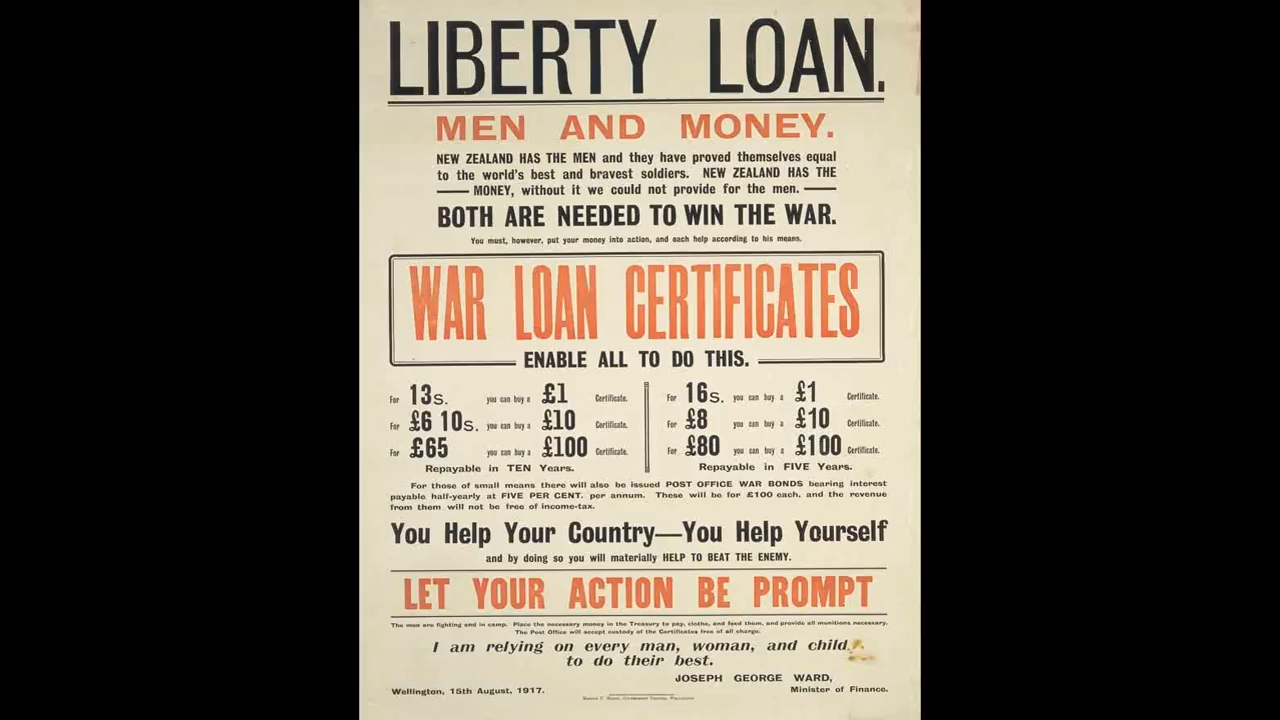 LIBERTY LOAN.
MEN AND MONEY.
NEW ZEALAND HAS THE MEN and they have proved themselves equal
to the world's best and bravest soldiers. NEW ZEALAND HAS THE
MONEY, without it we could not provide for the men.
BOTH ARE NEEDED TO WIN THE WAR.
You must, however, put your money into action, and each help according to his means.
WAR LOAN CERTIFICATES
ENABLE ALL TO DO THIS.
For 13s. you can buy a £1 Certificate.
For £6 10s. you can buy a £10 Certificate.
For £65 you can buy a £100 Certificate.
Repayable in TEN Years.
For 16s. you can buy a £1 Certificate.
For £8 you can buy a £10 Certificate.
For £80 you can buy a £100 Certificate.
Repayable in FIVE Years.
For those of small means there will also be issued POST OFFICE WAR BONDS bearing interest
payable half-yearly at FIVE PER CENT. per annum. These will be for £100 each, and the revenue
from them will not be free of income-tax.
You Help Your Country—You Help Yourself
and by doing so you will materially HELP TO BEAT THE ENEMY.
LET YOUR ACTION BE PROMPT
The men are fighting and in camp. Place the necessary money in the Treasury to pay, clothe, and feed them, and provide all munitions necessary.
The Post Office will accept custody of the Certificates free of all charge.
I am relying on every man, woman, and child
to do their best.
JOSEPH GEORGE WARD,
Wellington, 15th August, 1917.
Minister of Finance.